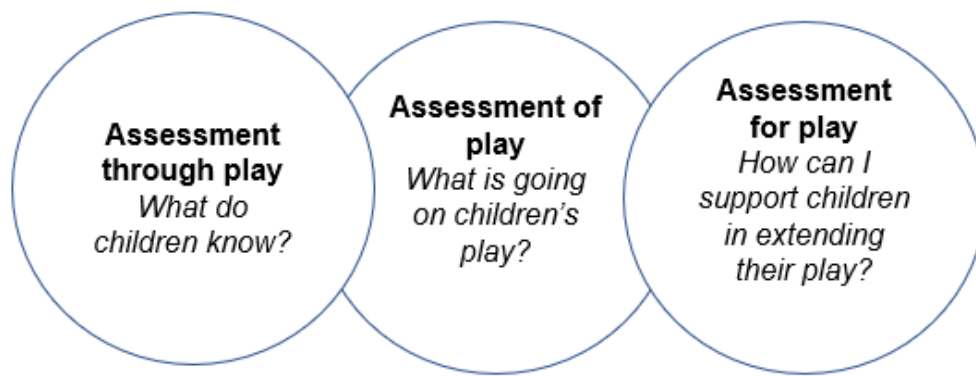 Assessment
through play
What do
children know?
Assessment of
play
What is going
on children's
play?
Assessment
for play
How can I
support children
in extending
their play?